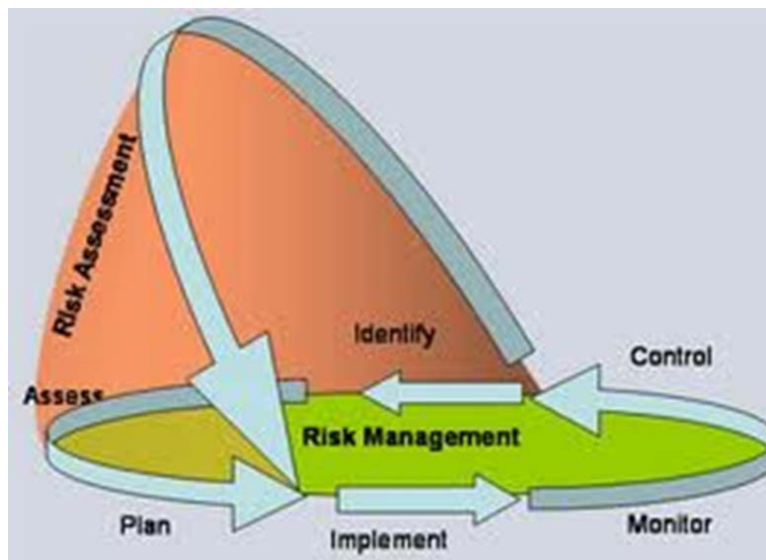 Risk Assessment
Identify
Control
Assess
Risk Management
Plan
Implement
Monitor